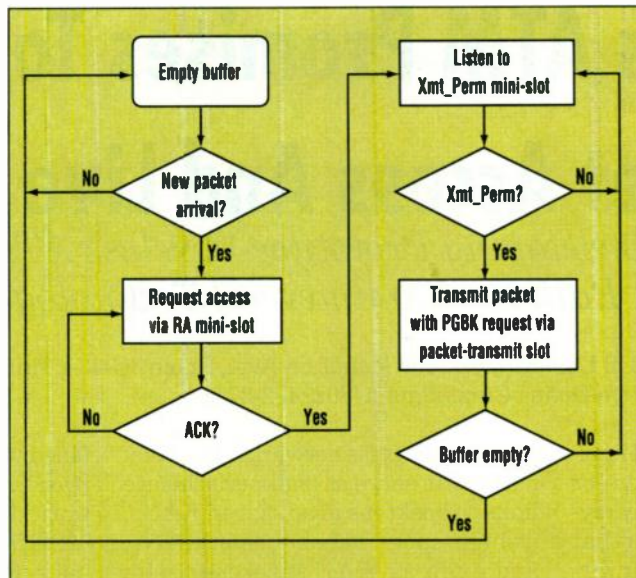 Empty buffer
New packet
arrival?
No
Yes
Request access
via RA mini-slot
No
ACK?
Yes
Listen to
Xmt_Perm mini-slot
Xmt_Perm?
No
Yes
Transmit packet
with PGBK request via
packet-transmit slot
Buffer empty?
No
Yes